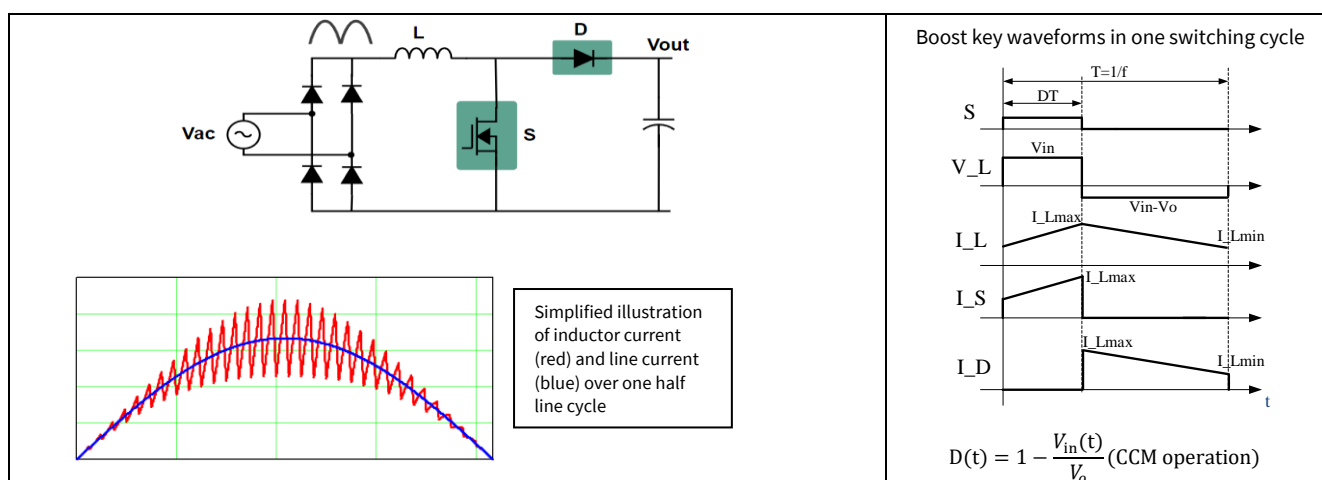 L
D
Vout
Vac
S
Simplified illustration
of inductor current
(red) and line current
(blue) over one half
line cycle
Boost key waveforms in one switching cycle
T=1/f
DT
S
Vin
V_L
Vin-Vo
I_Lmax
I_L
I_Lmin
I_Lmax
I_S
I_Lmax
I_Lmin
I_D
t
D(t) = 1 − V_in(t)/V_o (CCM operation)